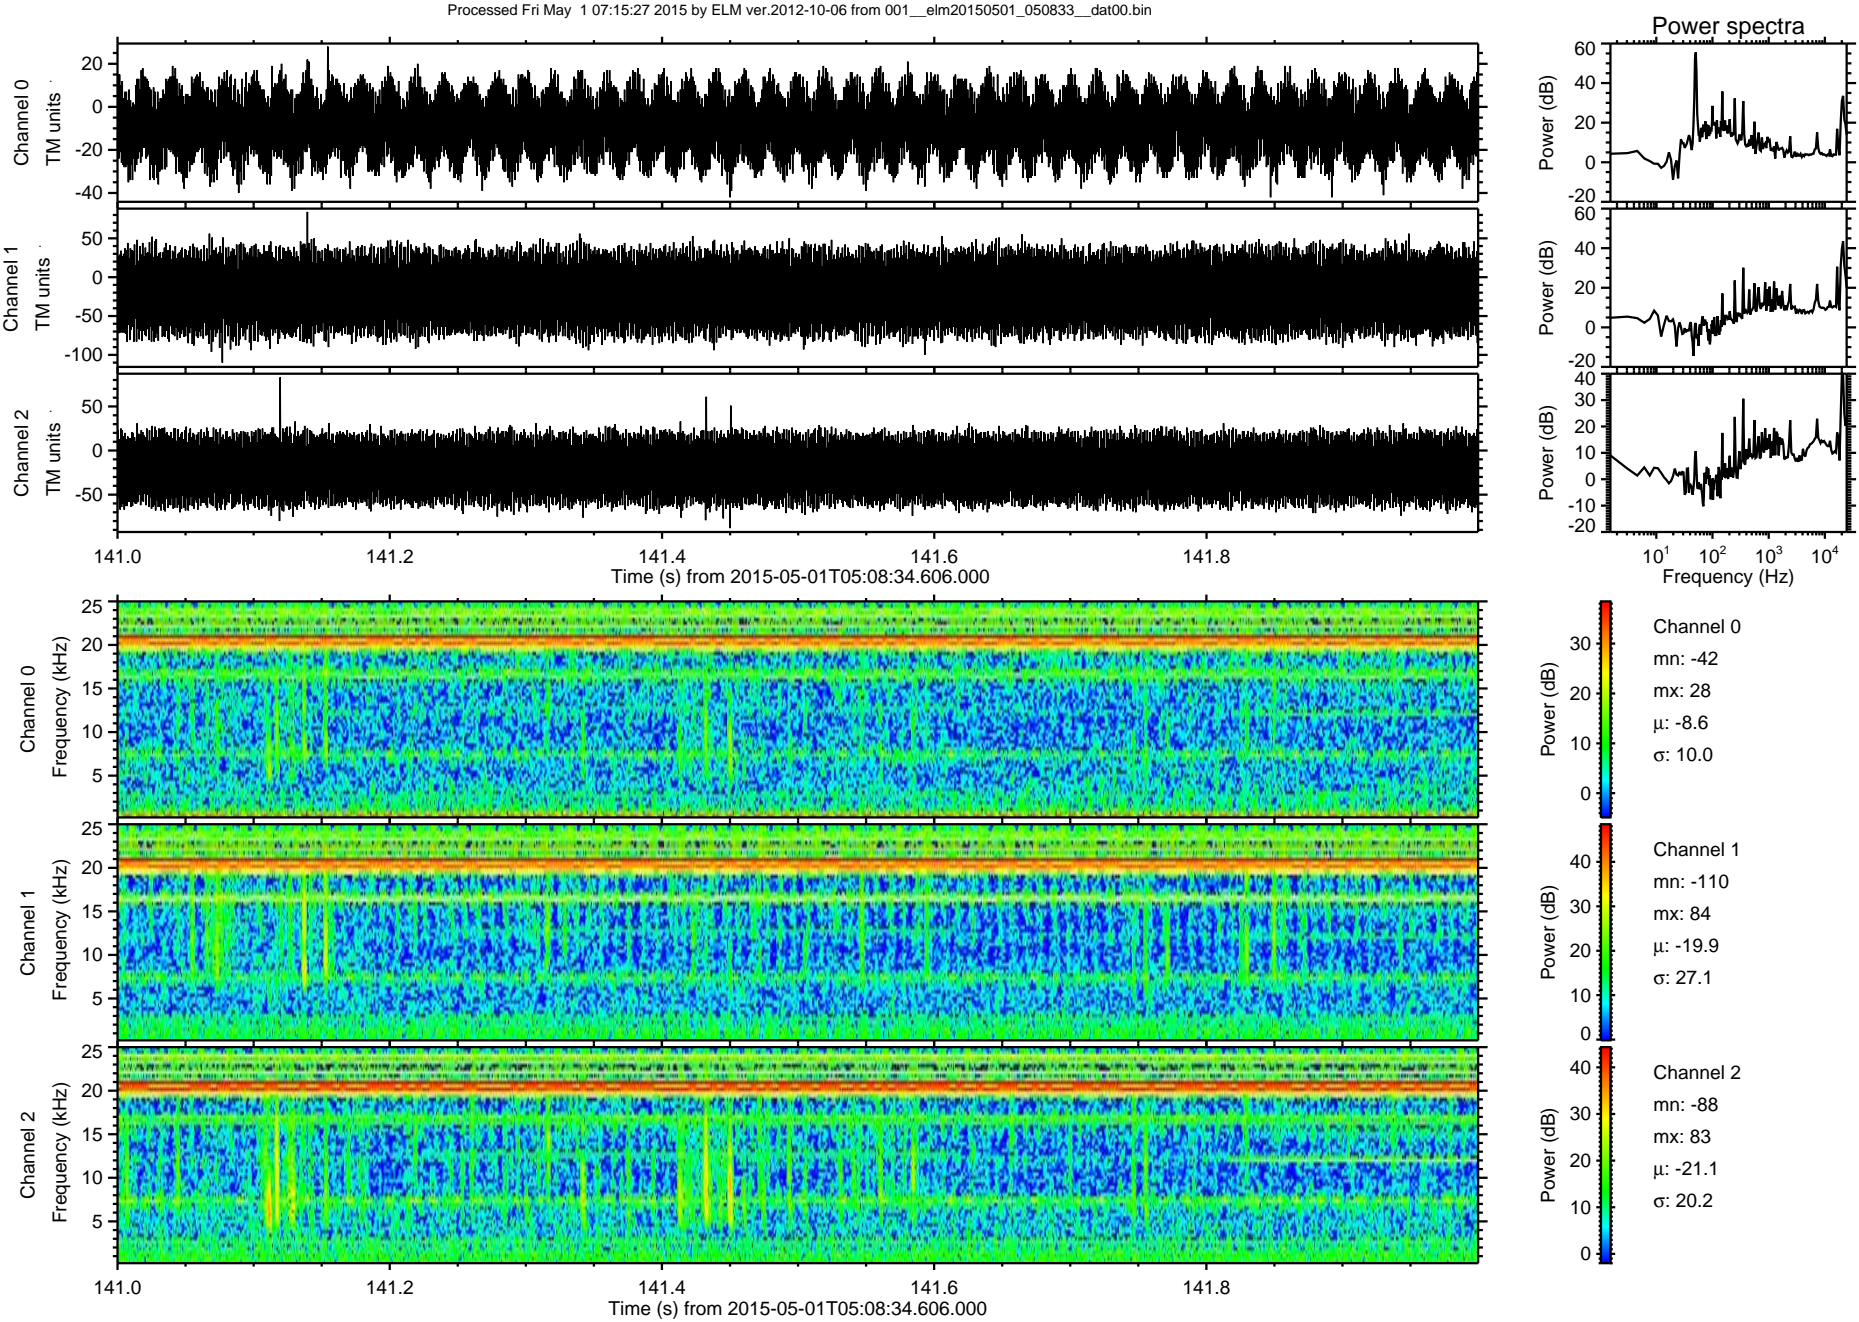 Processed Fri May  1 07:15:27 2015 by ELM ver.2012-10-06 from 001__elm20150501_050833__dat00.bin
Power spectra
Channel 0
TM units
20
0
-20
-40
Power (dB)
60
40
20
0
-20
Channel 1
TM units
50
0
-50
-100
Power (dB)
60
40
20
0
-20
Channel 2
TM units
50
0
-50
Power (dB)
40
30
20
10
0
-10
-20
141.0
141.2
141.4
141.6
141.8
Time (s) from 2015-05-01T05:08:34.606.000
10¹
10²
10³
10⁴
Frequency (Hz)
Channel 0
Frequency (kHz)
25
20
15
10
5
Power (dB)
30
20
10
0
Channel 0
mn: -42
mx: 28
μ: -8.6
σ: 10.0
Channel 1
Frequency (kHz)
25
20
15
10
5
Power (dB)
40
30
20
10
0
Channel 1
mn: -110
mx: 84
μ: -19.9
σ: 27.1
Channel 2
Frequency (kHz)
25
20
15
10
5
Power (dB)
40
30
20
10
0
Channel 2
mn: -88
mx: 83
μ: -21.1
σ: 20.2
141.0
141.2
141.4
141.6
141.8
Time (s) from 2015-05-01T05:08:34.606.000